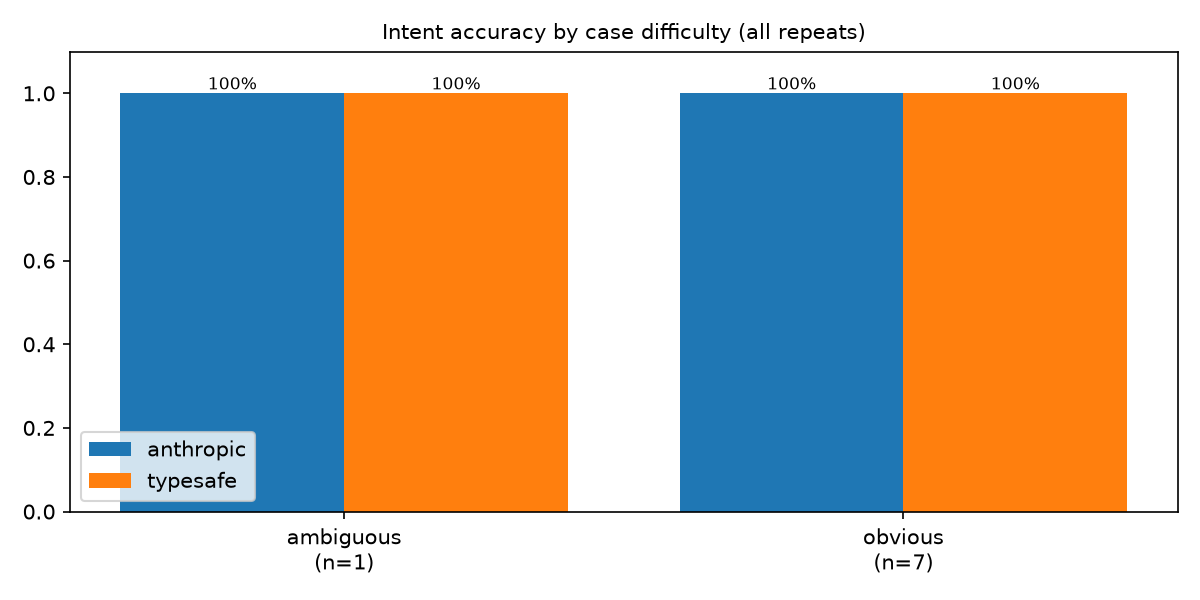 Intent accuracy by case difficulty (all repeats)
100% 100% 100% 100%
1.0
0.8
0.6
0.4
0.2
0.0
anthropic
typesafe
ambiguous
(n=1)
obvious
(n=7)